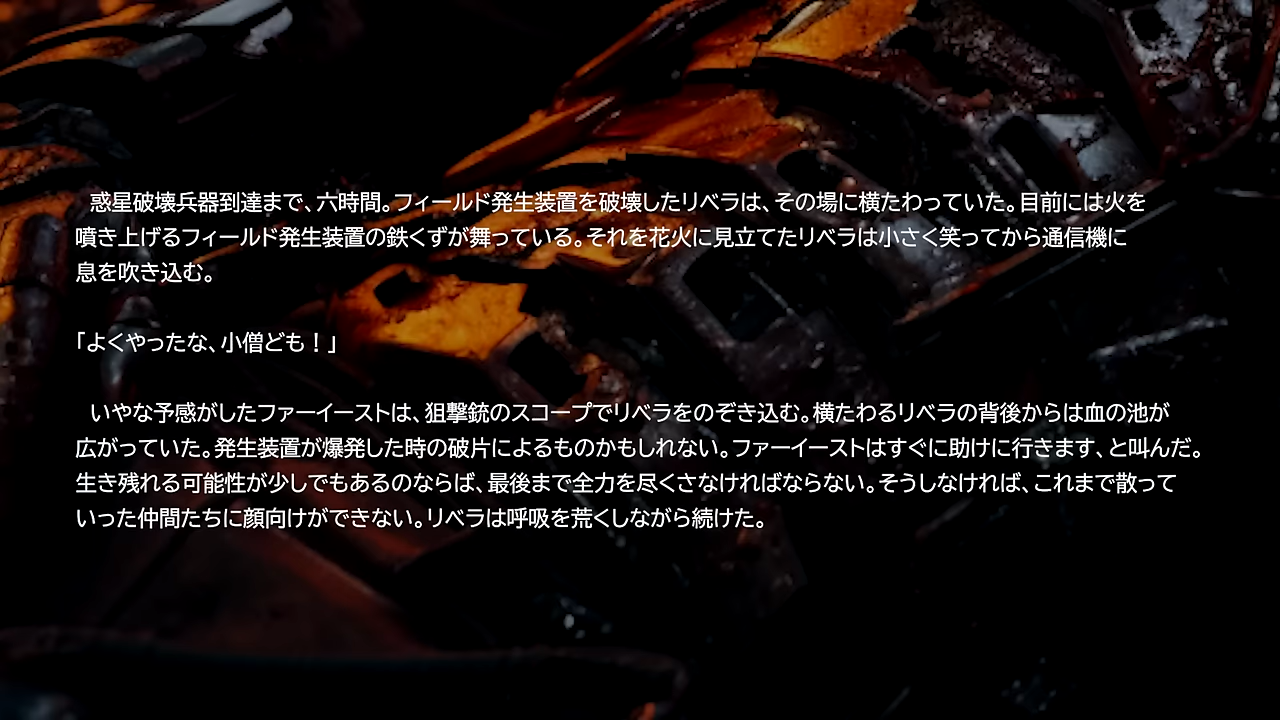 惑星破壊兵器到達まで、六時間。フィールド発生装置を破壊したリベラは、その場に横たわっていた。目前には火を
噴き上げるフィールド発生装置の鉄くずが舞っている。それを花火に見立てたリベラは小さく笑ってから通信機に
息を吹き込む。
「よくやったな、小僧ども！」
いやな予感がしたファーイーストは、狙撃銃のスコープでリベラをのぞき込む。横たわるリベラの背後からは血の池が
広がっていた。発生装置が爆発した時の破片によるものかもしれない。ファーイーストはすぐに助けに行きます、と叫んだ。
生き残れる可能性が少しでもあるのならば、最後まで全力を尽くさなければならない。そうしなければ、これまで散って
いった仲間たちに顔向けができない。リベラは呼吸を荒くしながら続けた。